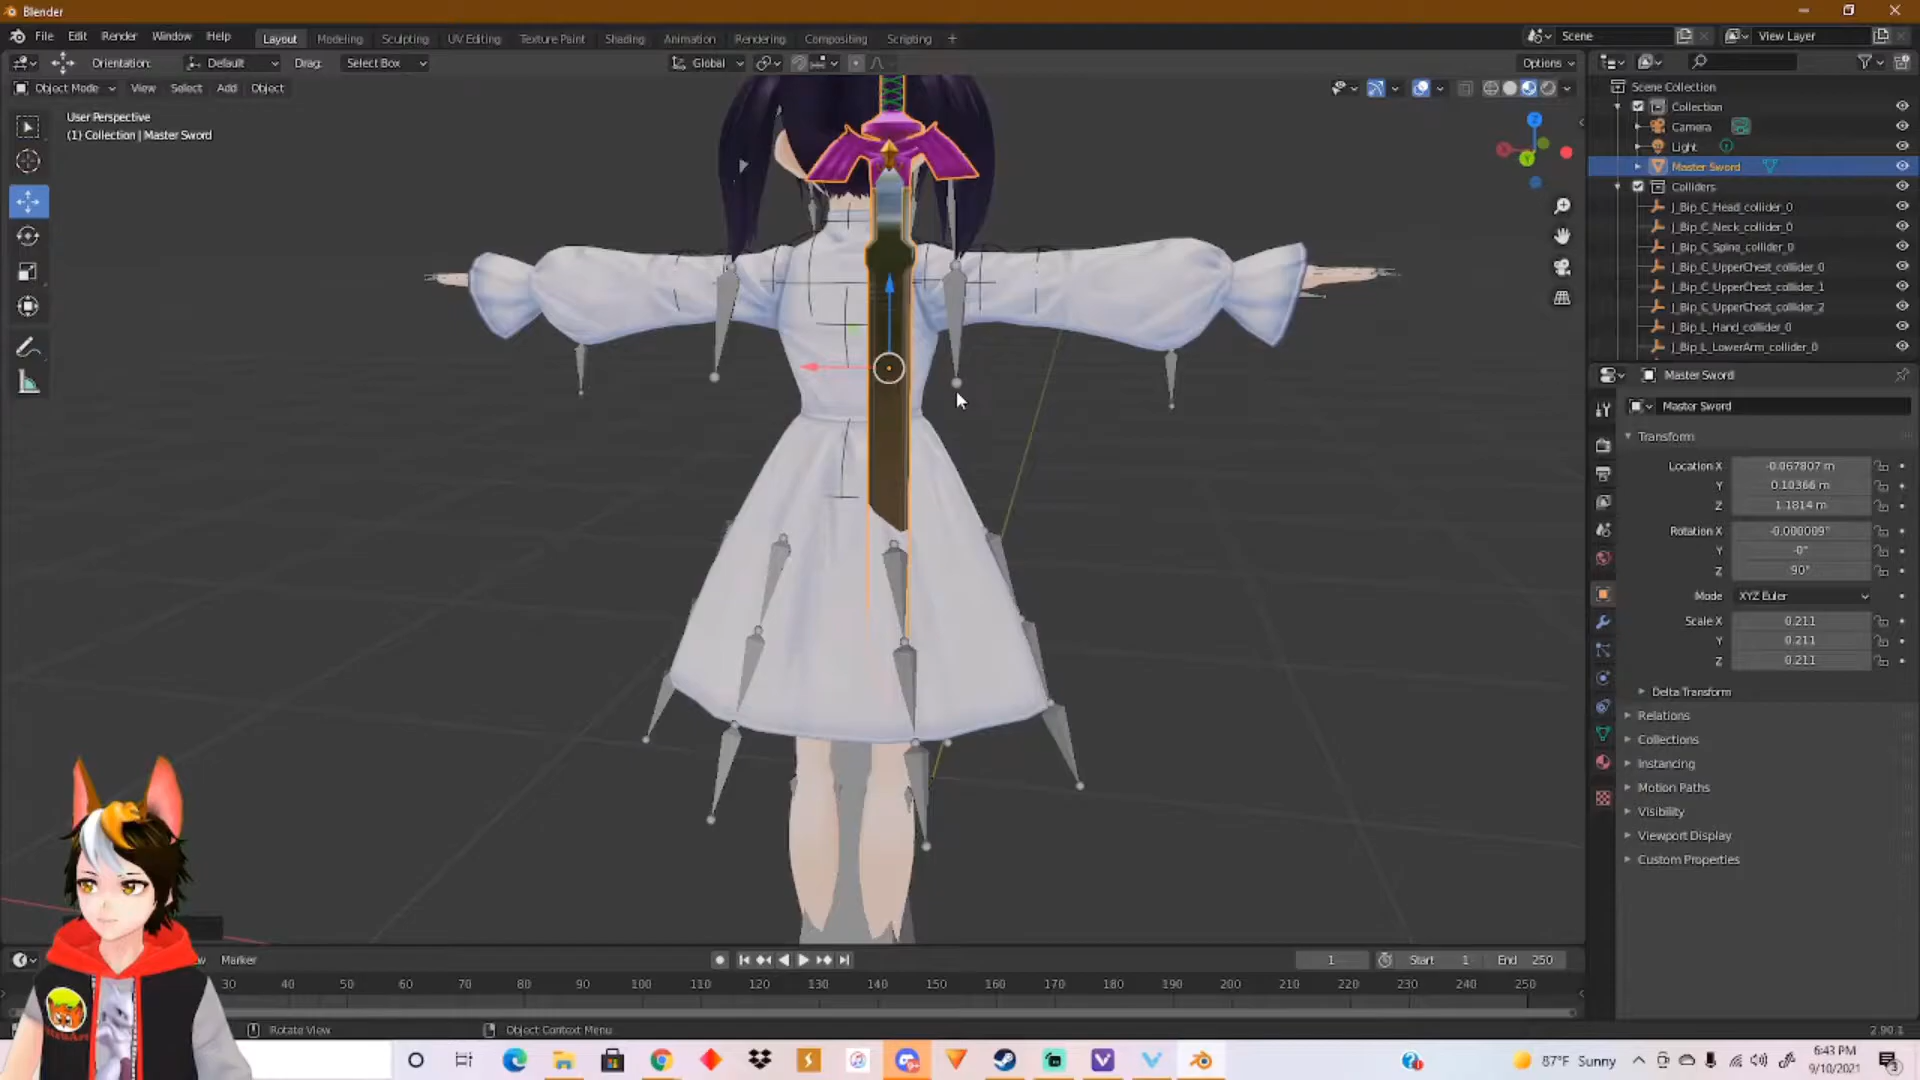 Blender
File Edit Render Window Help Layout Modeling Sculpting UV Editing Texture Paint Shading Animation Rendering Compositing Scripting + Scene View Layer
Orientation: Default Drag: Select Box Global Options
Object Mode View Select Add Object
User Perspective
(1) Collection | Master Sword
Z
Y
Scene Collection
Collection
Camera
Light
Master Sword
Colliders
J_Bip_C_Head_collider_0
J_Bip_C_Neck_collider_0
J_Bip_C_Spine_collider_0
J_Bip_C_UpperChest_collider_0
J_Bip_C_UpperChest_collider_1
J_Bip_C_UpperChest_collider_2
J_Bip_L_Hand_collider_0
J_Bip_L_LowerArm_collider_0
Master Sword
Master Sword
Transform
Location X -0.067807 m
Y 0.10366 m
Z 1.1814 m
Rotation X -0.000009°
Y -0°
Z 90°
Mode XYZ Euler
Scale X 0.211
Y 0.211
Z 0.211
Delta Transform
Relations
Collections
Instancing
Motion Paths
Visibility
Viewport Display
Custom Properties
Marker 1 Start 1 End 250
30 40 50 60 70 80 90 100 110 120 130 140 150 160 170 180 190 200 210 220 230 240 250
Rotate View Object Context Menu 2.90.1
87°F Sunny 6:43 PM
9/10/2021